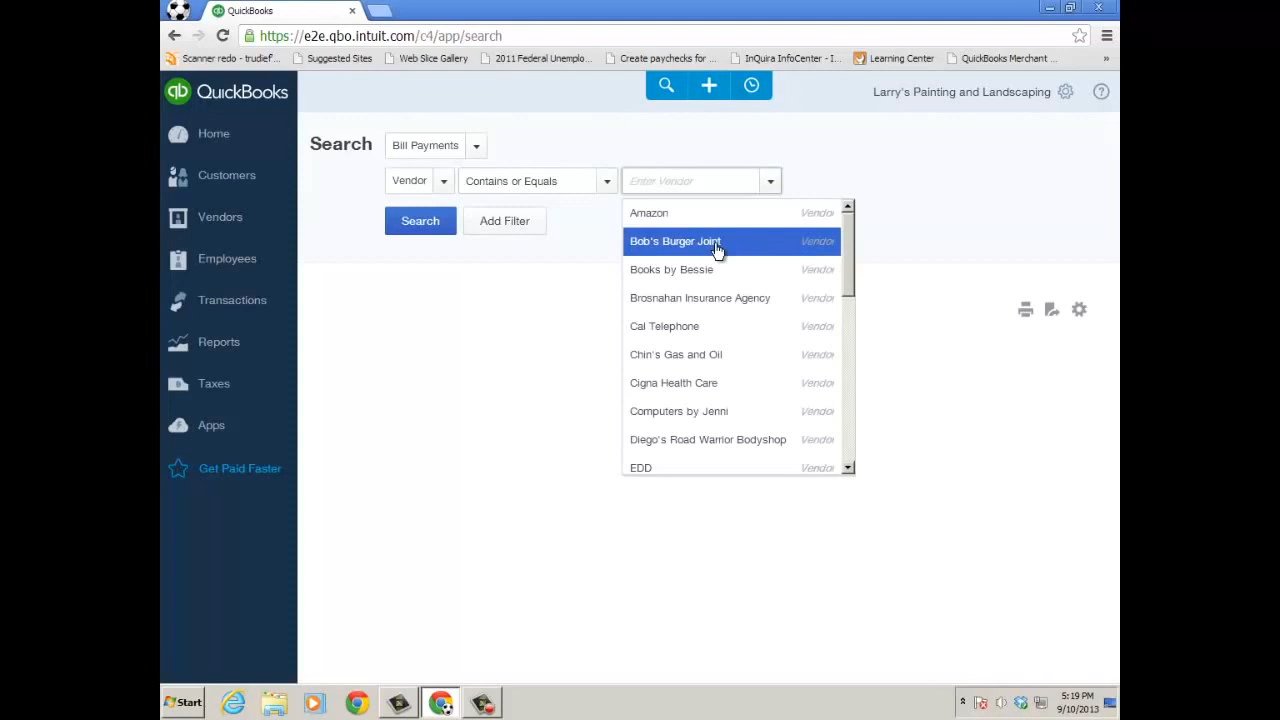 QuickBooks
https://e2e.qbo.intuit.com/c4/app/search
Scanner redo - trudief... Suggested Sites Web Slice Gallery 2011 Federal Unemplo... Create paychecks for ... InQuira InfoCenter - I... Learning Center QuickBooks Merchant ... »
qb QuickBooks
Larry's Painting and Landscaping
Home
Customers
Vendors
Employees
Transactions
Reports
Taxes
Apps
Get Paid Faster
Search Bill Payments
Vendor Contains or Equals Enter Vendor
Search Add Filter
Amazon Vendor
Bob's Burger Joint Vendor
Books by Bessie Vendor
Brosnahan Insurance Agency Vendor
Cal Telephone Vendor
Chin's Gas and Oil Vendor
Cigna Health Care Vendor
Computers by Jenni Vendor
Diego's Road Warrior Bodyshop Vendor
EDD Vendor
Start
5:19 PM
9/10/2013